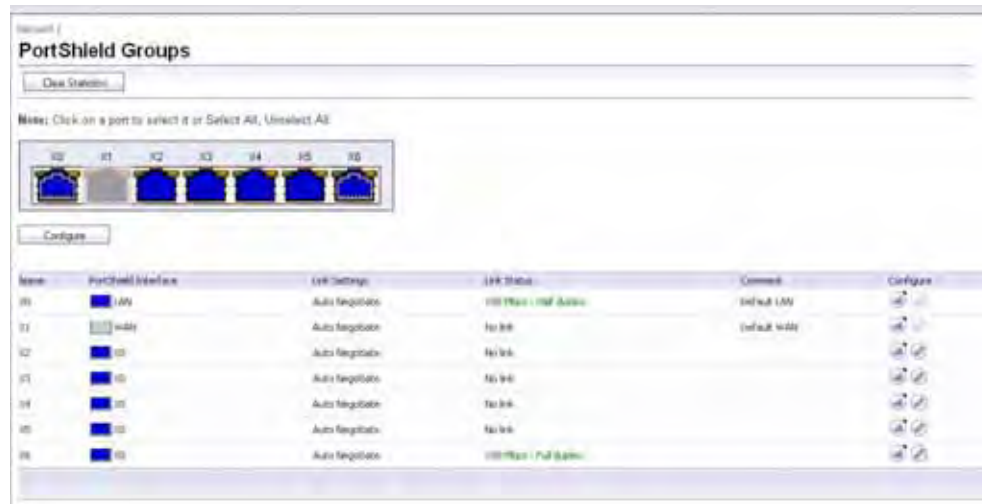 Network /
PortShield Groups
Clear Statistics
Note: Click on a port to select it or Select All, Unselect All
X0 X1 X2 X3 X4 X5 X6
Configure
Name PortShield Interface Link Settings Link Status Comment Configure
X0 LAN Auto Negotiate 100 Mbps - Half duplex Default LAN
X1 WAN Auto Negotiate No link Default WAN
X2 X0 Auto Negotiate No link
X3 X0 Auto Negotiate No link
X4 X0 Auto Negotiate No link
X5 X0 Auto Negotiate No link
X6 X0 Auto Negotiate 100 Mbps - Full duplex